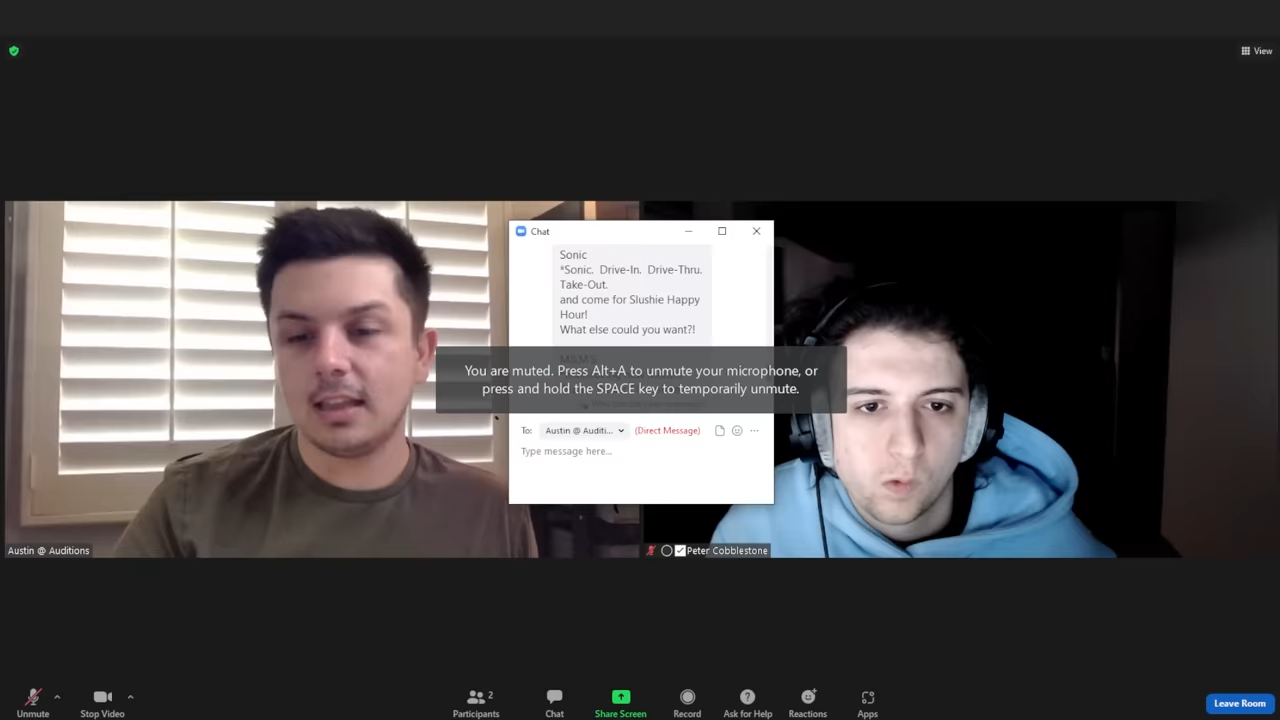 View
Chat
Sonic
*Sonic. Drive-In. Drive-Thru.
Take-Out.
and come for Slushie Happy
Hour!
What else could you want?!
M&M'S
You are muted. Press Alt+A to unmute your microphone, or
press and hold the SPACE key to temporarily unmute.
To: Austin @ Auditi... (Direct Message)
Type message here...
Austin @ Auditions
Peter Cobblestone
Unmute
Stop Video
Participants 2
Chat
Share Screen
Record
Ask for Help
Reactions
Apps
Leave Room